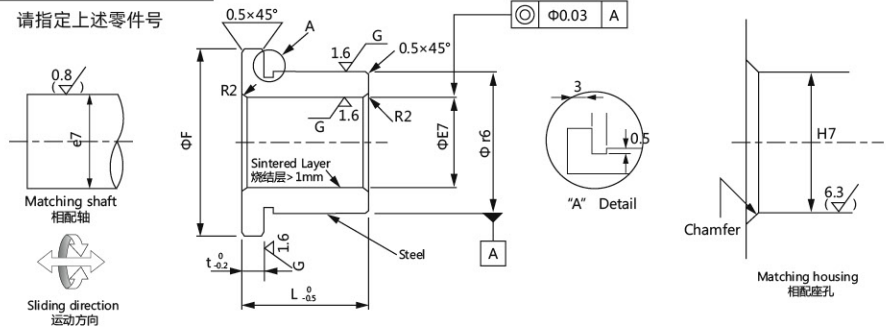 请指定上述零件号
0.5×45°
A
G
1.6
0.5×45°
◎ Φ0.03 A
0.8
e7
Matching shaft
相配轴
Sliding direction
运动方向
R2
R2
G
1.6
ΦF
ΦE7
Φ r6
Sintered Layer
烧结层>1mm
Steel
A
1.6
G
t 0 -0.2
L 0 -0.5
3
0.5
"A" Detail
H7
6.3
Chamfer
Matching housing
相配座孔